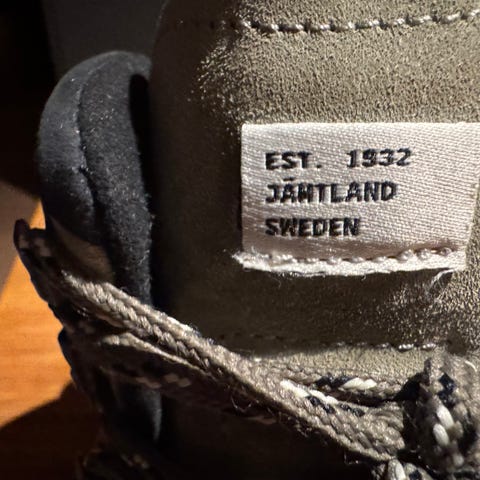 EST. 1932
JÄMTLAND
SWEDEN